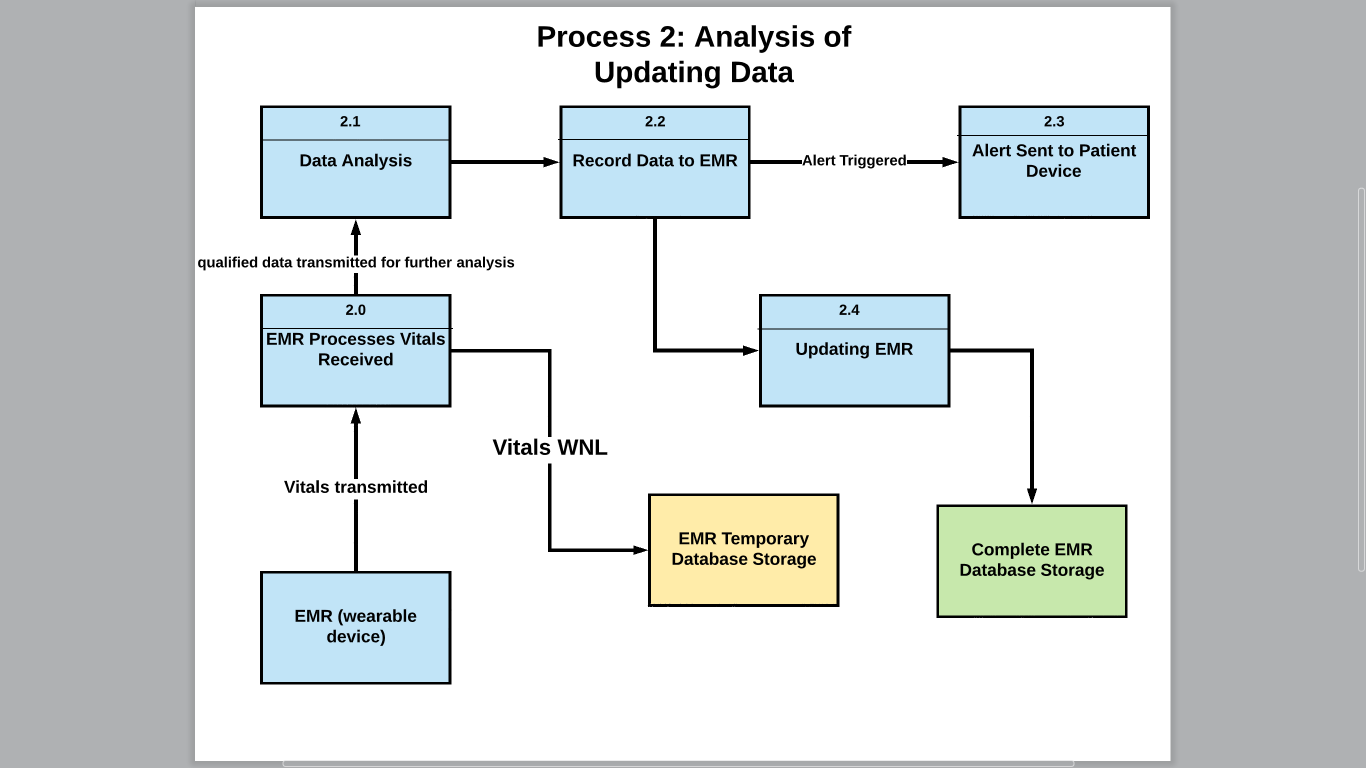 Process 2: Analysis of
Updating Data
2.1
Data Analysis
2.2
Record Data to EMR
Alert Triggered
2.3
Alert Sent to Patient
Device
qualified data transmitted for further analysis
2.0
EMR Processes Vitals
Received
2.4
Updating EMR
Vitals WNL
Vitals transmitted
EMR Temporary
Database Storage
Complete EMR
Database Storage
EMR (wearable
device)